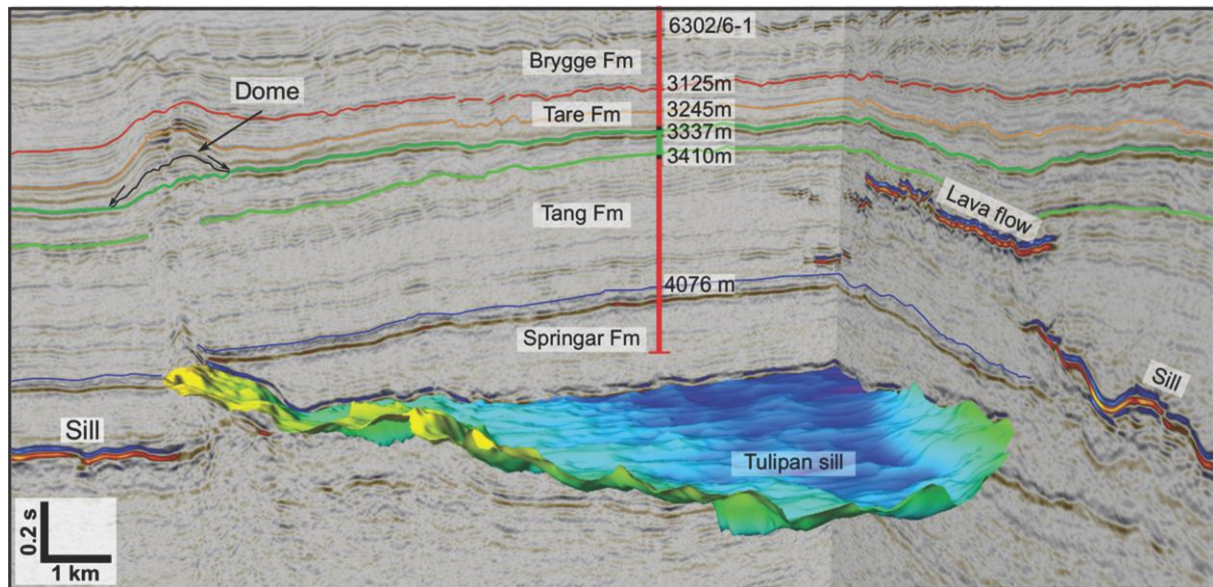 6302/6-1
Brygge Fm
3125m
Dome
3245m
Tare Fm
3337m
3410m
Tang Fm
Lava flow
4076 m
Springar Fm
Sill
Sill
Tulipan sill
0.2 s
1 km